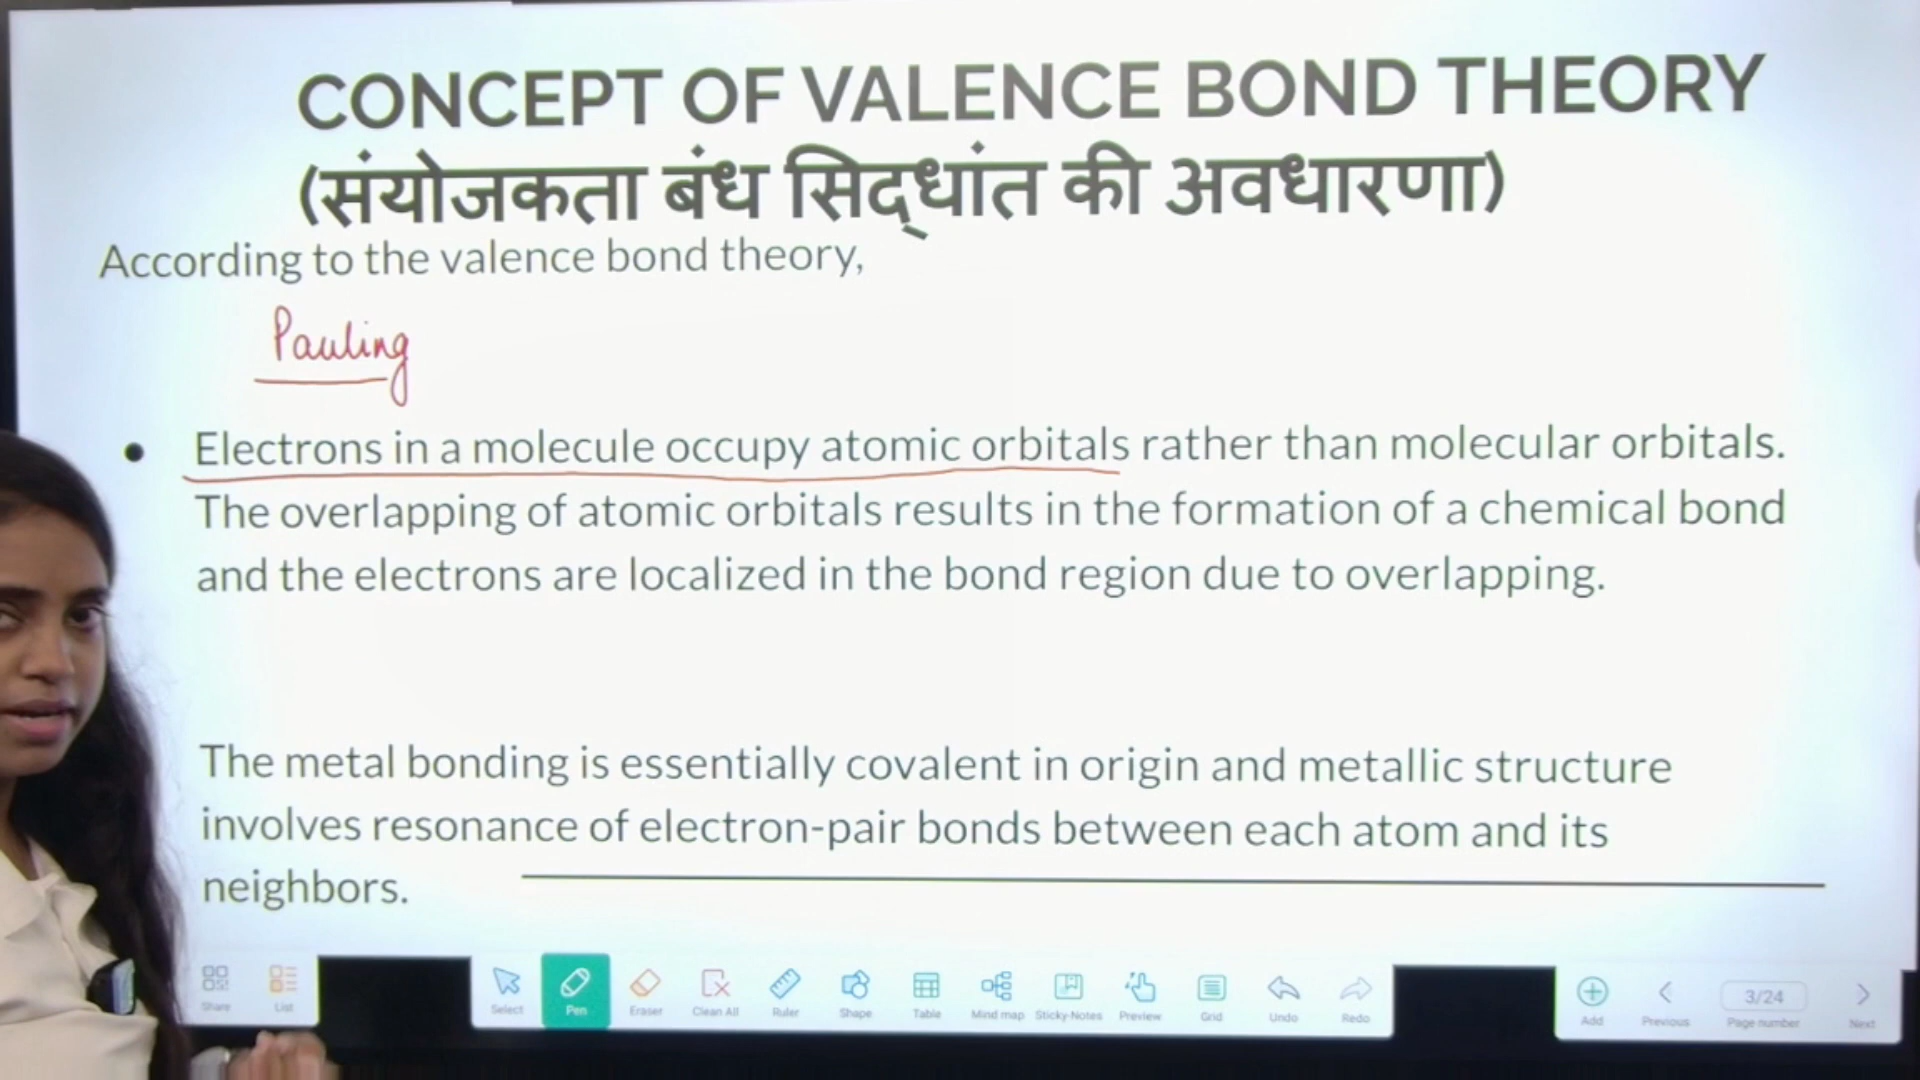 CONCEPT OF VALENCE BOND THEORY
(संयोजकता बंध सिद्धांत की अवधारणा)
According to the valence bond theory,
Pauling
• Electrons in a molecule occupy atomic orbitals rather than molecular orbitals.
The overlapping of atomic orbitals results in the formation of a chemical bond
and the electrons are localized in the bond region due to overlapping.
The metal bonding is essentially covalent in origin and metallic structure
involves resonance of electron-pair bonds between each atom and its
neighbors.
Share List Select Pen Eraser Clean All Ruler Shape Table Mind map Sticky-Notes Preview Grid Undo Redo Add Previous 3/24 Page number Next